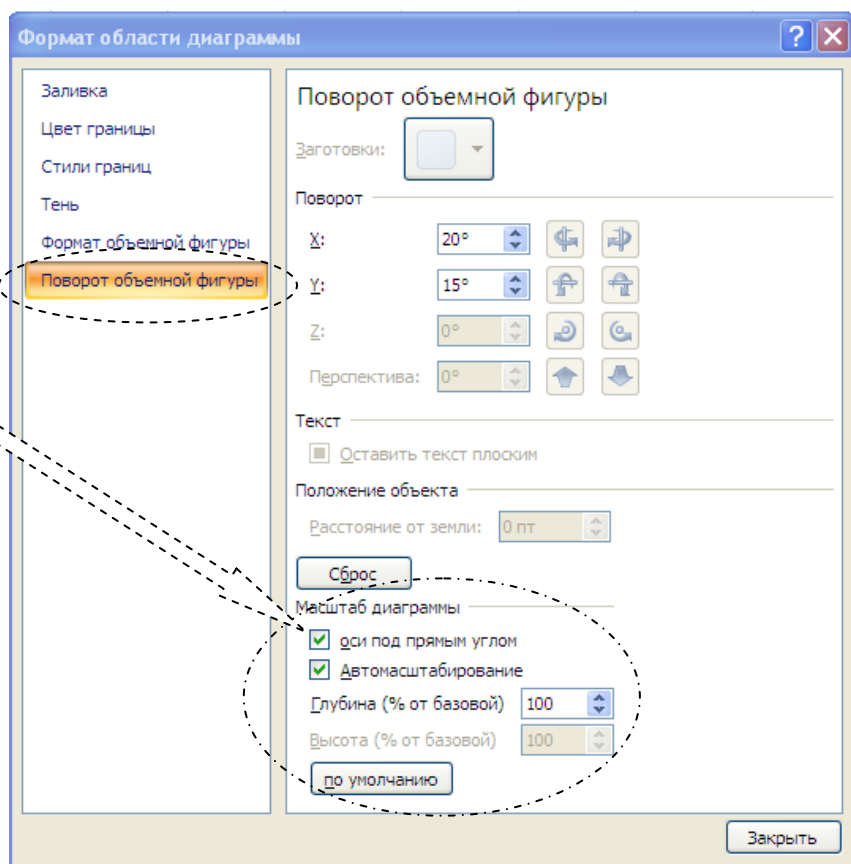 Формат области диаграммы
Заливка
Цвет границы
Стили границ
Тень
Формат объемной фигуры
Поворот объемной фигуры
Поворот объемной фигуры
Заготовки:
Поворот
X: 20°
Y: 15°
Z: 0°
Перспектива: 0°
Текст
Оставить текст плоским
Положение объекта
Расстояние от земли: 0 пт
Сброс
Масштаб диаграммы
оси под прямым углом
Автомасштабирование
Глубина (% от базовой) 100
Высота (% от базовой) 100
по умолчанию
Закрыть